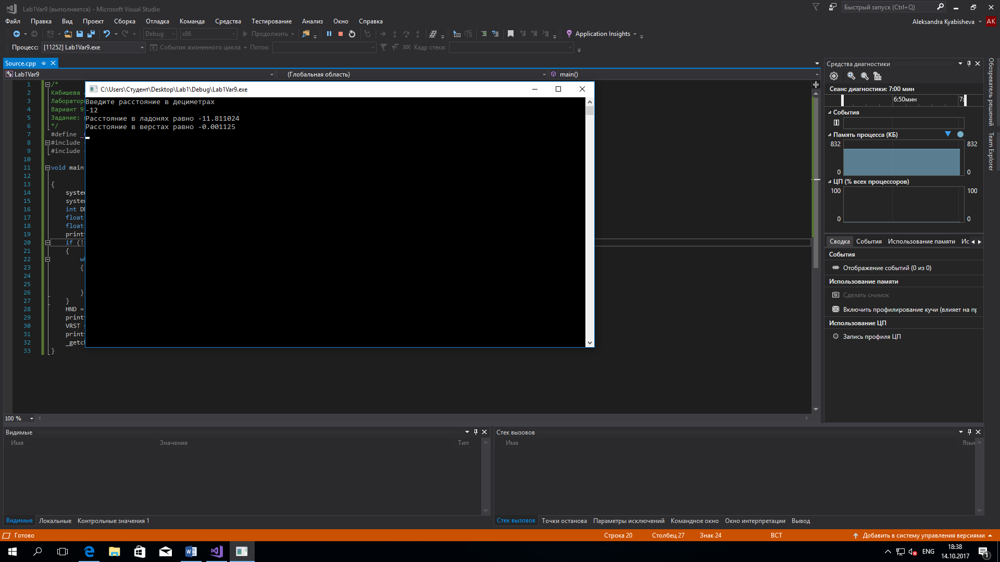 Lab1Var9 (выполняется) - Microsoft Visual Studio
Быстрый запуск (Ctrl+Q)
Файл Правка Вид Проект Сборка Отладка Команда Средства Тестирование Анализ Окно Справка
Aleksandra Kyabisheva AK
Debug x86 Продолжить Application Insights
Процесс: [11252] Lab1Var9.exe События жизненного цикла Поток: Кадр стека:
Source.cpp
Lab1Var9 (Глобальная область) main()
1 /*
2 Кябишева
3 Лаборатор
4 Вариант 9
5 Задание:
6 */
7 #define
8 #include
9 #include
10
11 void main
12
13 {
14 system
15 system
16 int DM
17 float
18 float
19 print
20 if (!
21 {
22 wh
23 {
24
25
26 }
27 }
28 HND =
29 print
30 VRST =
31 print
32 _getc
33 }
C:\Users\Студент\Desktop\Lab1\Debug\Lab1Var9.exe
Введите расстояние в дециметрах
-12
Расстояние в ладонях равно -11.811024
Расстояние в верстах равно -0.001125
100 %
Средства диагностики
Сеанс диагностики: 7:00 мин
6:50мин 7:
События
Память процесса (КБ)
832 832
0 0
ЦП (% всех процессоров)
100 100
0 0
Сводка События Использование памяти Ис
События
Отображение событий (0 из 0)
Использование памяти
Сделать снимок
Включить профилирование кучи (влияет на пр
Использование ЦП
Запись профиля ЦП
Обозреватель решений
Team Explorer
Видимые
Имя Значение Тип
Видимые Локальные Контрольные значения 1
Стек вызовов
Имя Язык
Стек вызовов Точки останова Параметры исключений Командное окно Окно интерпретации Вывод
Готово Строка 20 Столбец 27 Знак 24 ВСТ Добавить в систему управления версиями
ENG
18:38
14.10.2017
1